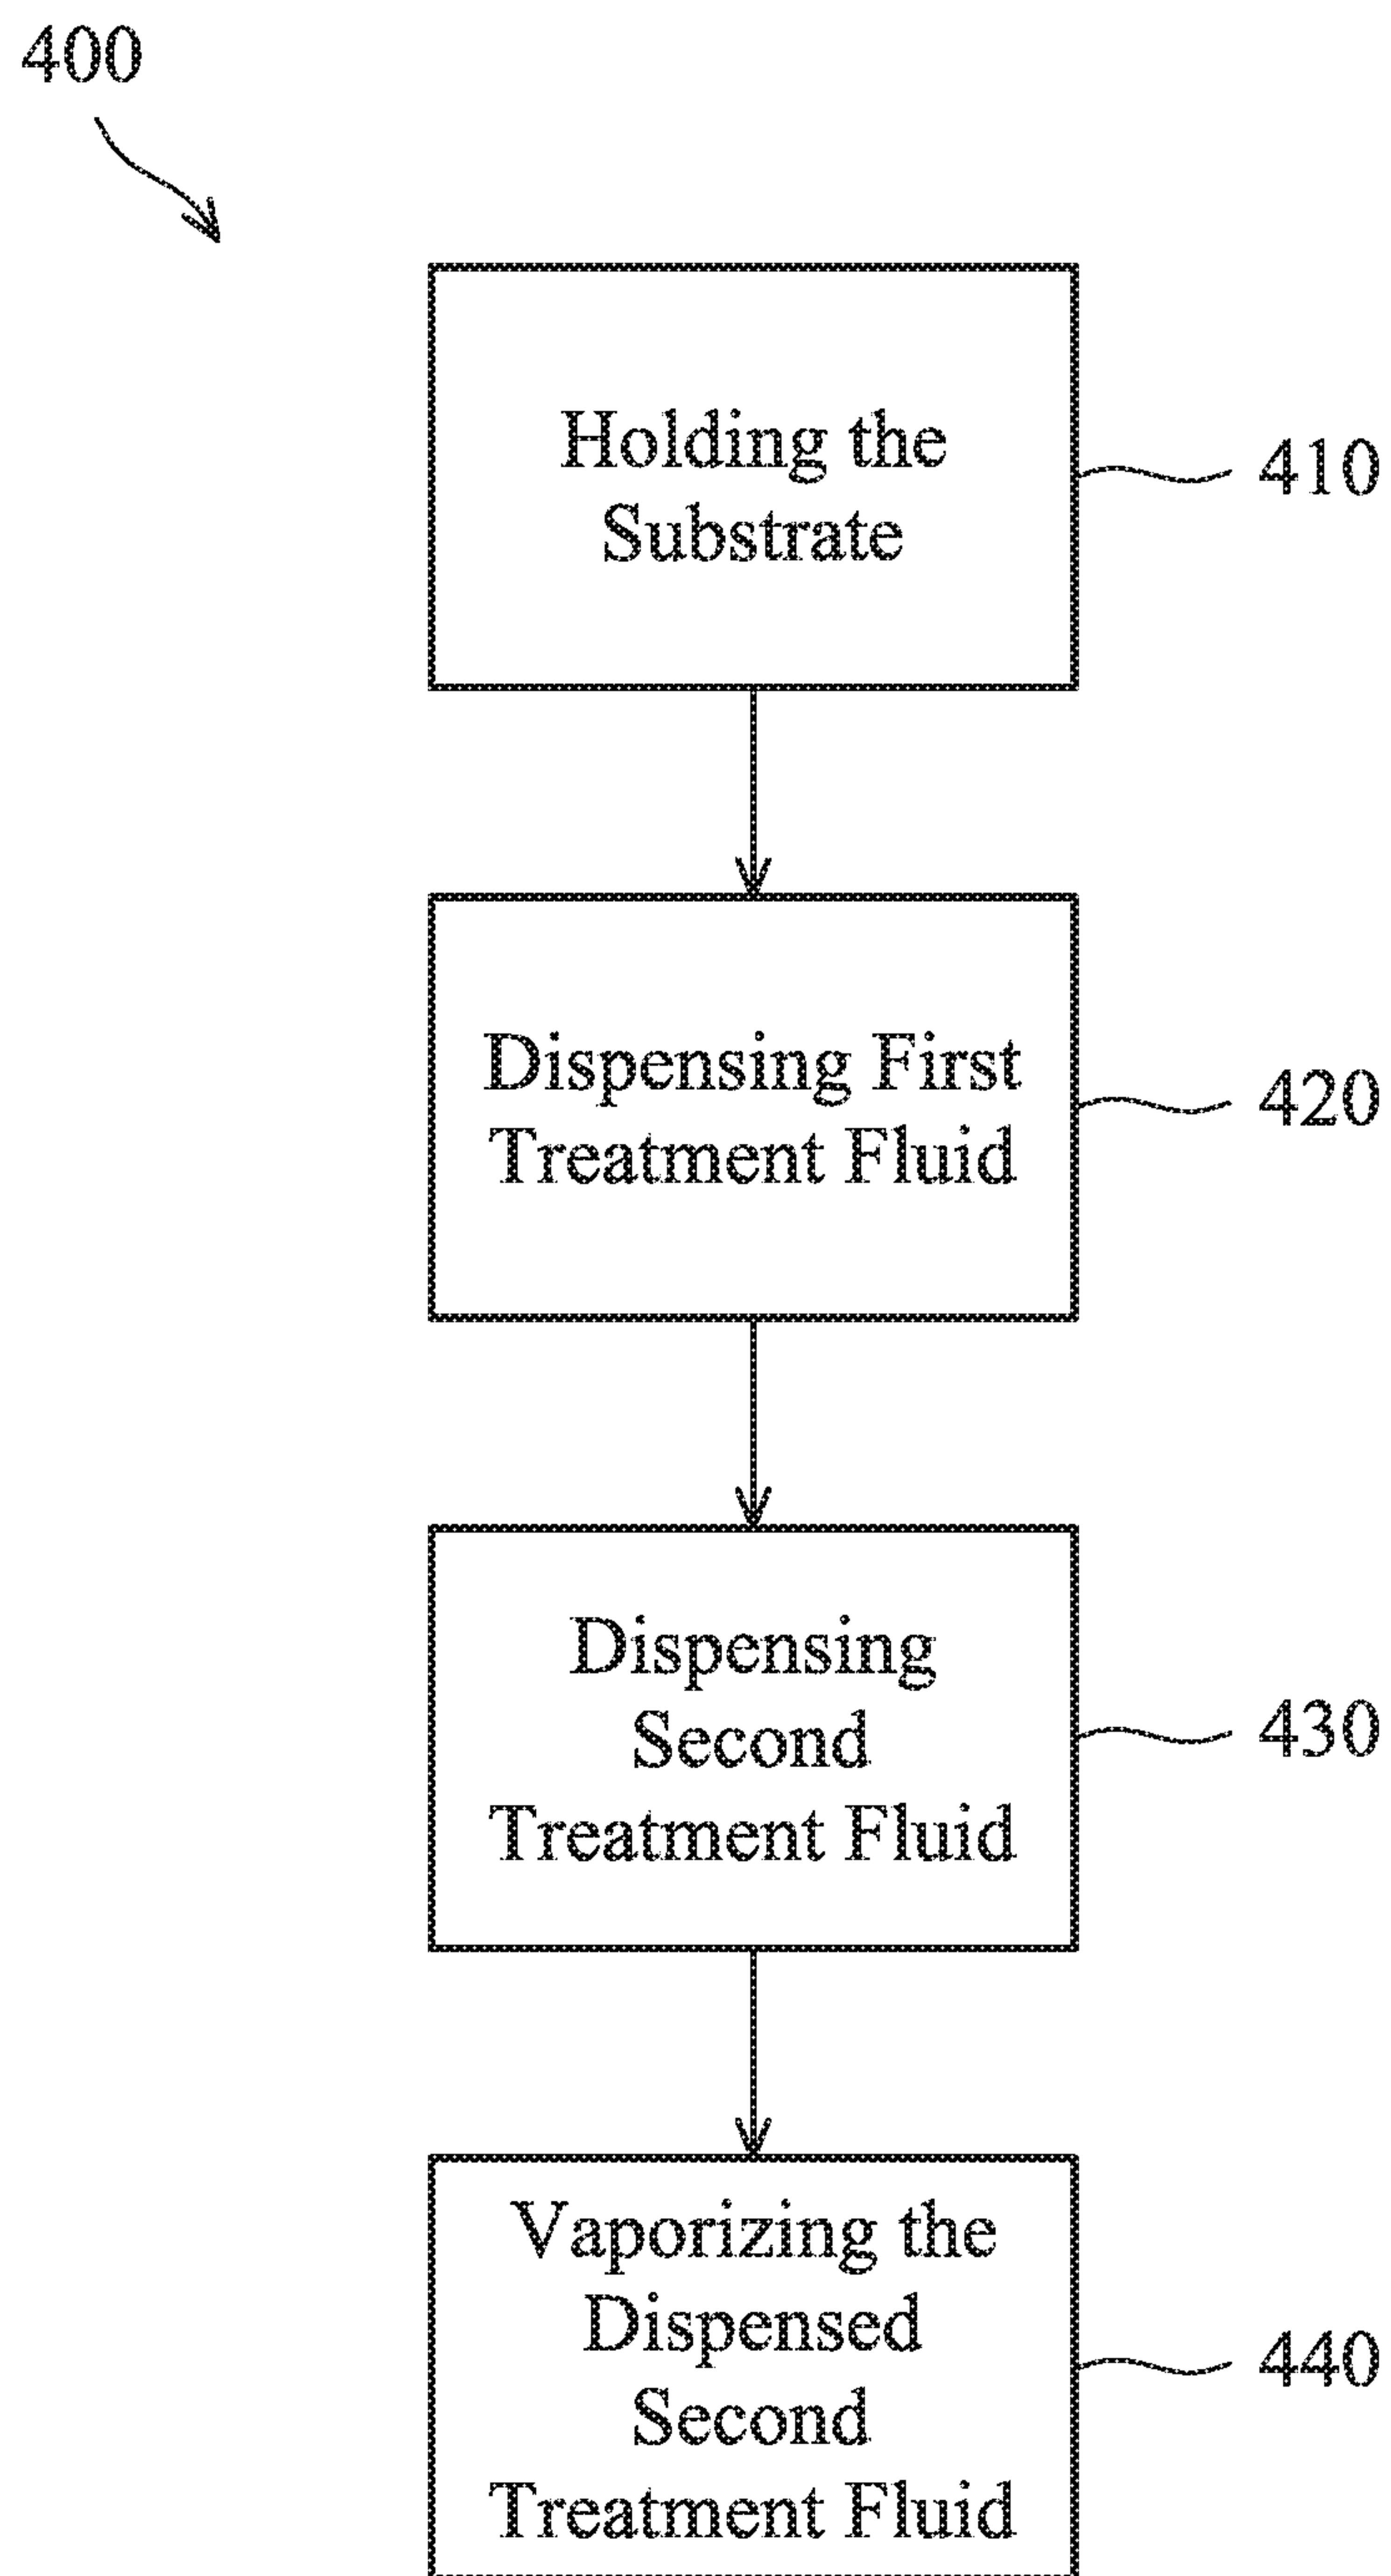 400
Holding the
Substrate
410
Dispensing First
Treatment Fluid
420
Dispensing
Second
Treatment Fluid
430
Vaporizing the
Dispensed
Second
Treatment Fluid
440